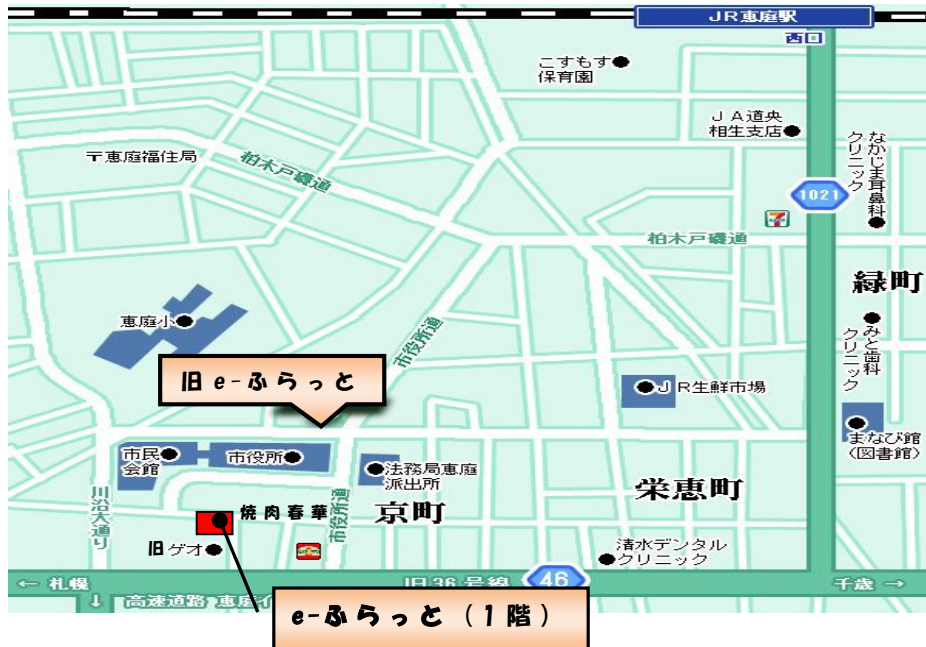 JR恵庭駅
西口
こすもす
保育園
JA道央
相生支店
なかじま耳鼻科
クリニック
〒恵庭福住局
柏木戸磯通
1021
7
柏木戸磯通
緑町
恵庭小
市役所通
みと歯科
クリニック
旧e-ふらっと
JR生鮮市場
まなび館
(図書館)
市民
会館
市役所
法務局恵庭
派出所
栄恵町
京町
川沿大通り
焼肉春華
市役所通
旧ゲオ
清水デンタル
クリニック
← 札幌
旧36号線
46
千歳 →
↓ 高速道路 恵庭イ
e-ふらっと(1階)